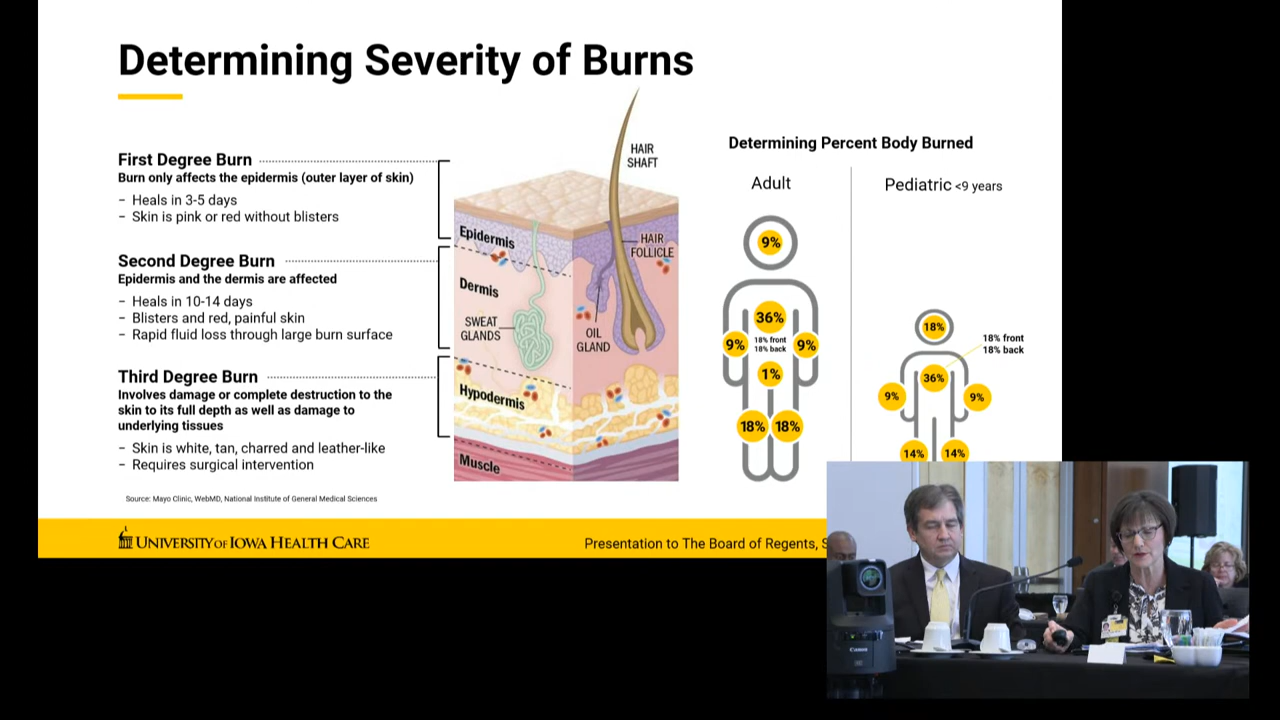 Determining Severity of Burns
First Degree Burn
Burn only affects the epidermis (outer layer of skin)
- Heals in 3-5 days
- Skin is pink or red without blisters
Second Degree Burn
Epidermis and the dermis are affected
- Heals in 10-14 days
- Blisters and red, painful skin
- Rapid fluid loss through large burn surface
Third Degree Burn
Involves damage or complete destruction to the
skin to its full depth as well as damage to
underlying tissues
- Skin is white, tan, charred and leather-like
- Requires surgical intervention
Source: Mayo Clinic, WebMD, National Institute of General Medical Sciences
HAIR
SHAFT
Epidermis
HAIR
FOLLICLE
Dermis
SWEAT
GLANDS
OIL
GLAND
Hypodermis
Muscle
Determining Percent Body Burned
Adult
9%
36%
18% front
18% back
9%
9%
1%
18%
18%
Pediatric <9 years
18%
18% front
18% back
36%
9%
9%
14%
14%
UNIVERSITY OF IOWA HEALTH CARE
Presentation to The Board of Regents, S
Canon